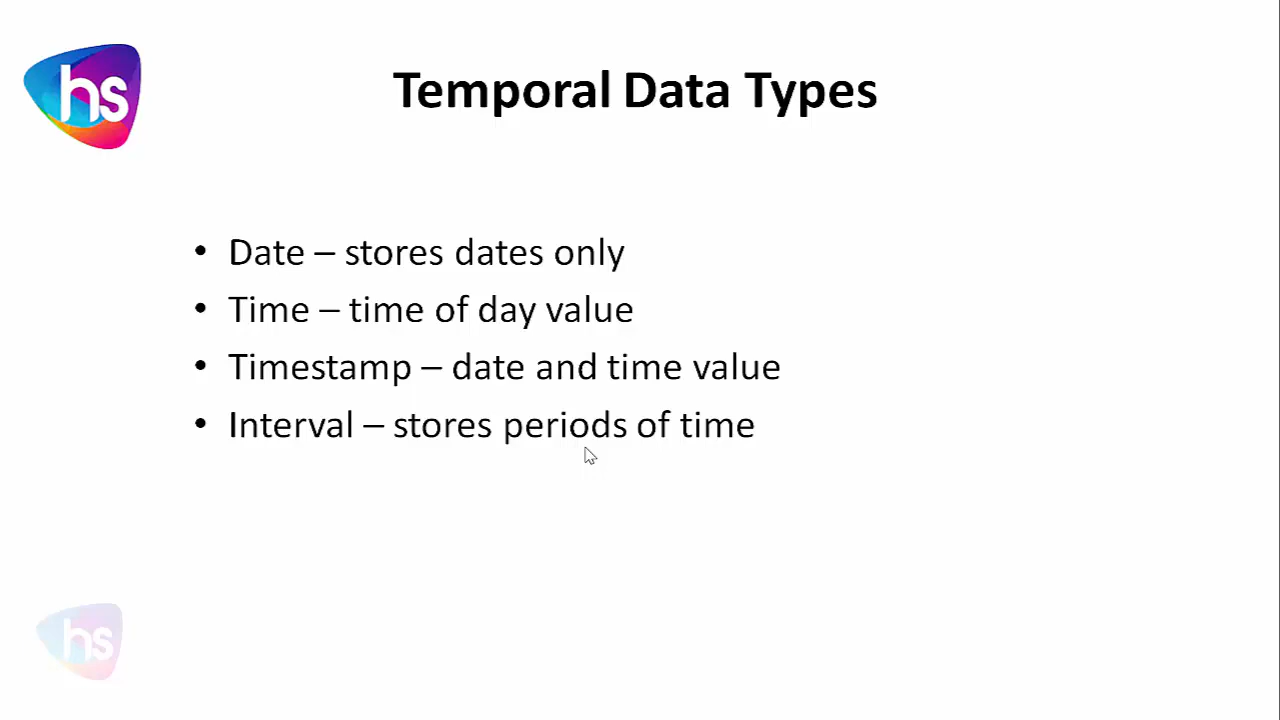 hs
Temporal Data Types
• Date – stores dates only
• Time – time of day value
• Timestamp – date and time value
• Interval – stores periods of time
hs